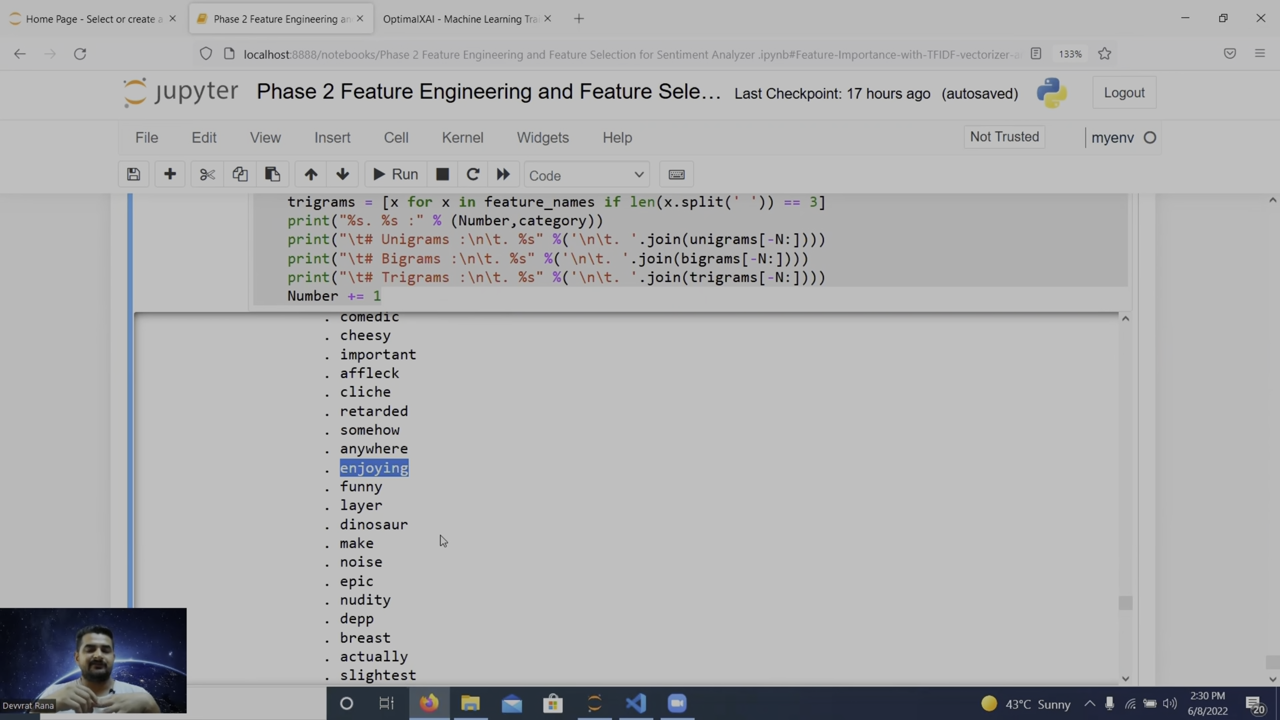 Home Page - Select or create a
Phase 2 Feature Engineering an
OptimalXAI - Machine Learning Tra
localhost:8888/notebooks/Phase 2 Feature Engineering and Feature Selection for Sentiment Analyzer .ipynb#Feature-Importance-with-TFIDF-vectorizer-a
133%
jupyter
Phase 2 Feature Engineering and Feature Sele…
Last Checkpoint: 17 hours ago
(autosaved)
Logout
File
Edit
View
Insert
Cell
Kernel
Widgets
Help
Not Trusted
myenv
Run
Code
trigrams = [x for x in feature_names if len(x.split(' ')) == 3]
print("%s. %s :" % (Number,category))
print("\t# Unigrams :\n\t. %s" %('\n\t. '.join(unigrams[-N:])))
print("\t# Bigrams :\n\t. %s" %('\n\t. '.join(bigrams[-N:])))
print("\t# Trigrams :\n\t. %s" %('\n\t. '.join(trigrams[-N:])))
Number += 1
. comedic
. cheesy
. important
. affleck
. cliche
. retarded
. somehow
. anywhere
. enjoying
. funny
. layer
. dinosaur
. make
. noise
. epic
. nudity
. depp
. breast
. actually
. slightest
Devvrat Rana
43°C Sunny
2:30 PM
6/8/2022
20